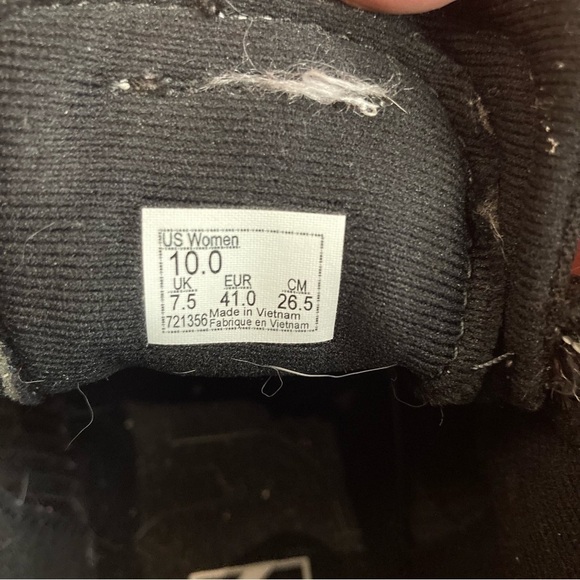 US Women
10.0
UK EUR CM
7.5 41.0 26.5
Made in Vietnam
721356 Fabrique en Vietnam